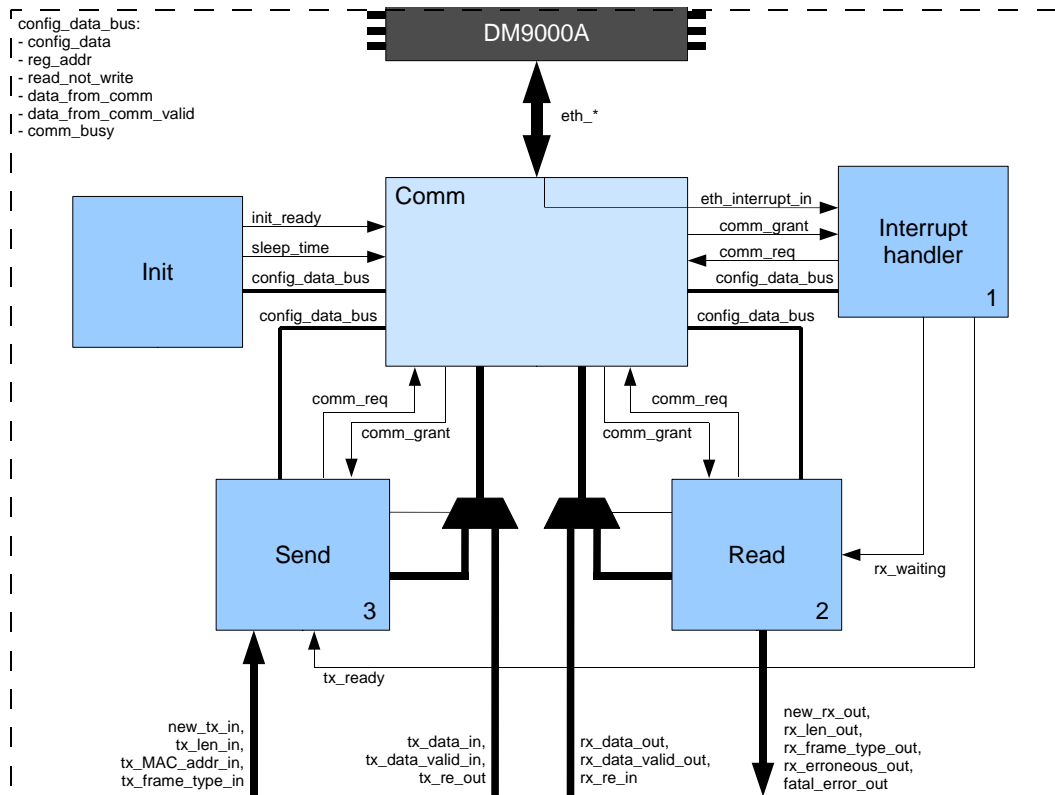 config_data_bus:
- config_data
- reg_addr
- read_not_write
- data_from_comm
- data_from_comm_valid
- comm_busy
DM9000A
eth_*
Comm
Init
init_ready
sleep_time
config_data_bus
config_data_bus
eth_interrupt_in
comm_grant
comm_req
config_data_bus
config_data_bus
Interrupt
handler
1
comm_req
comm_grant
comm_req
comm_grant
Send
3
Read
2
rx_waiting
tx_ready
new_tx_in,
tx_len_in,
tx_MAC_addr_in,
tx_frame_type_in
tx_data_in,
tx_data_valid_in,
tx_re_out
rx_data_out,
rx_data_valid_out,
rx_re_in
new_rx_out,
rx_len_out,
rx_frame_type_out,
rx_erroneous_out,
fatal_error_out